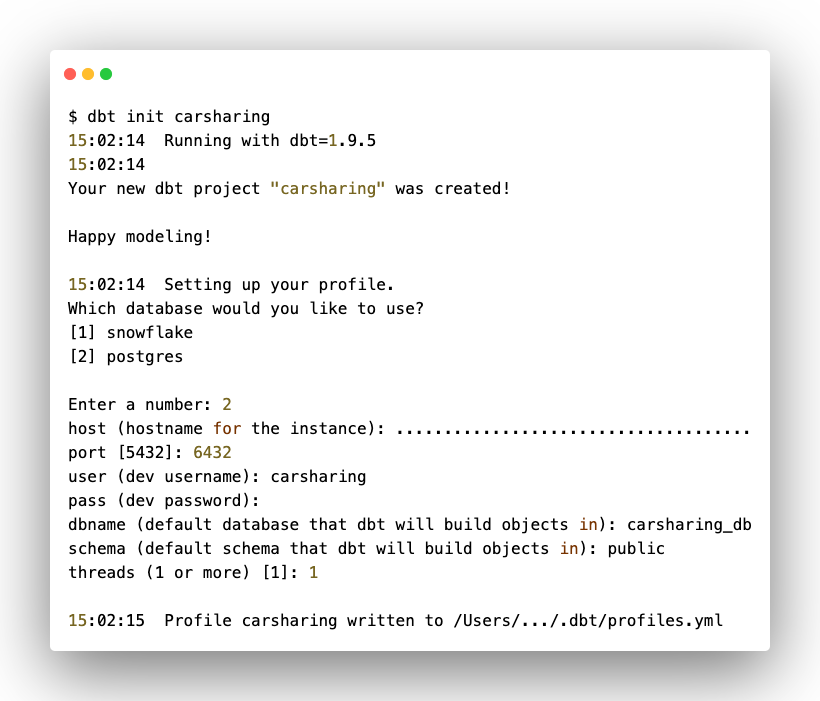 $ dbt init carsharing
15:02:14  Running with dbt=1.9.5
15:02:14
Your new dbt project "carsharing" was created!
Happy modeling!
15:02:14  Setting up your profile.
Which database would you like to use?
[1] snowflake
[2] postgres
Enter a number: 2
host (hostname for the instance): .....................................
port [5432]: 6432
user (dev username): carsharing
pass (dev password):
dbname (default database that dbt will build objects in): carsharing_db
schema (default schema that dbt will build objects in): public
threads (1 or more) [1]: 1
15:02:15  Profile carsharing written to /Users/.../.dbt/profiles.yml